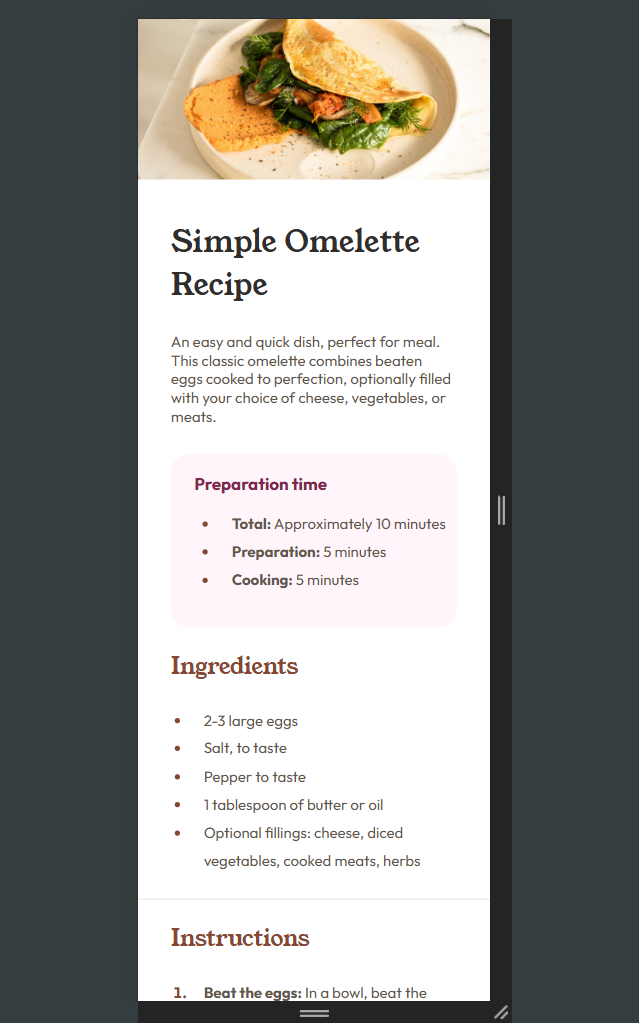 Simple Omelette
Recipe
An easy and quick dish, perfect for meal.
This classic omelette combines beaten
eggs cooked to perfection, optionally filled
with your choice of cheese, vegetables, or
meats.
Preparation time
• Total: Approximately 10 minutes
• Preparation: 5 minutes
• Cooking: 5 minutes
Ingredients
• 2-3 large eggs
• Salt, to taste
• Pepper to taste
• 1 tablespoon of butter or oil
• Optional fillings: cheese, diced
vegetables, cooked meats, herbs
Instructions
1. Beat the eggs: In a bowl, beat the